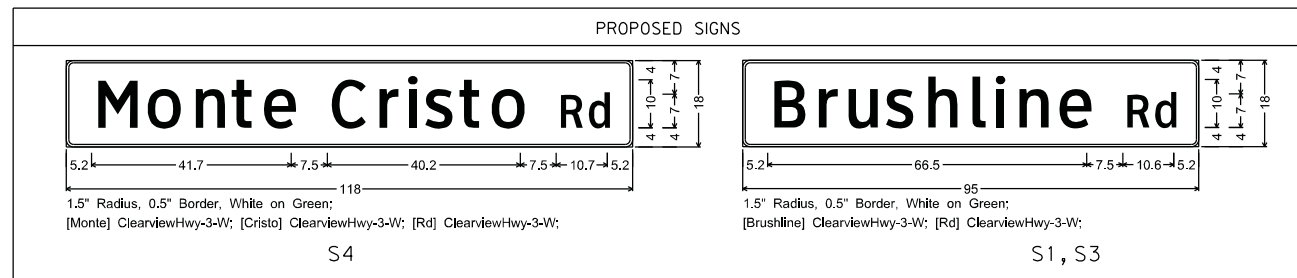 PROPOSED SIGNS
Monte Cristo Rd
4 10 4
7 7 4
18
5.2 41.7 7.5 40.2 7.5 10.7 5.2
118
1.5" Radius, 0.5" Border, White on Green;
[Monte] ClearviewHwy-3-W; [Cristo] ClearviewHwy-3-W; [Rd] ClearviewHwy-3-W;
S4
Brushline Rd
4 10 4
7 7 4
18
5.2 66.5 7.5 10.6 5.2
95
1.5" Radius, 0.5" Border, White on Green;
[Brushline] ClearviewHwy-3-W; [Rd] ClearviewHwy-3-W;
S1,S3